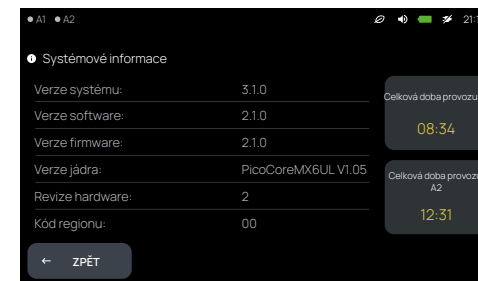 A1 A2 21:1
Systémové informace
Verze systému: 3.1.0
Verze software: 2.1.0
Verze firmware: 2.1.0
Verze jádra: PicoCoreMX6UL V1.05
Revize hardware: 2
Kód regionu: 00
Celková doba provozu
08:34
Celková doba provozu
A2
12:31
← ZPĚT